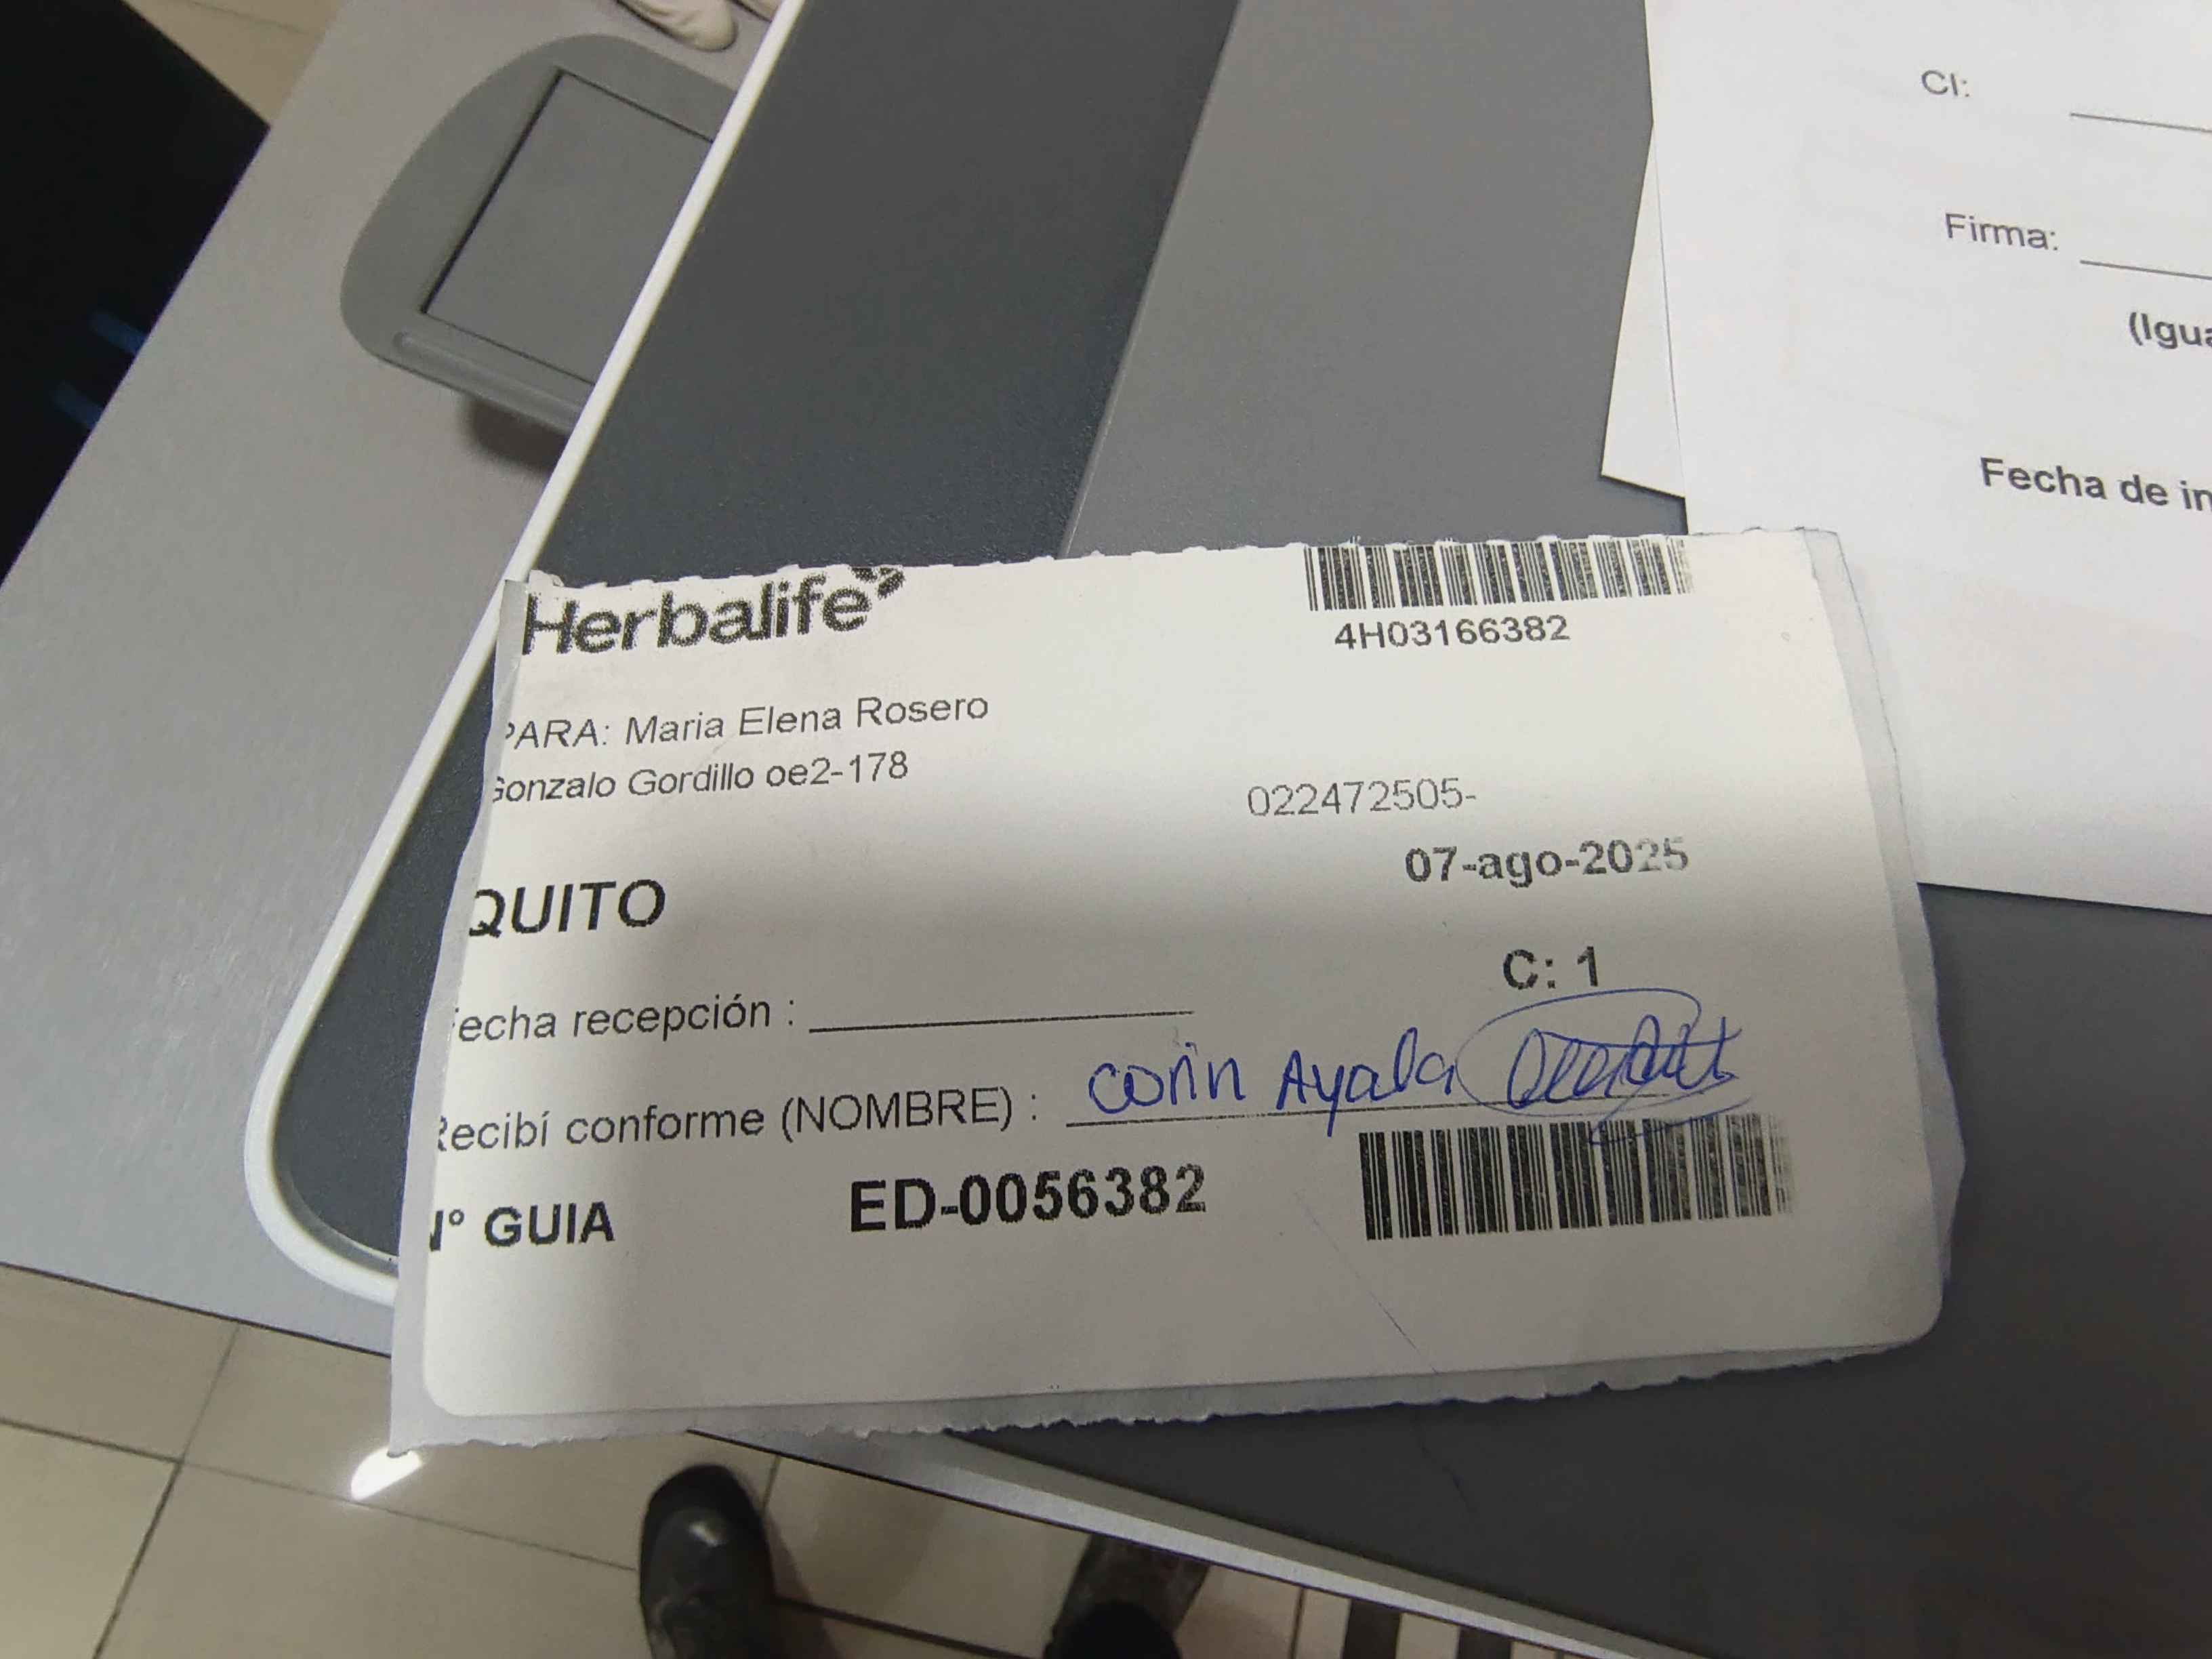 CI:
Firma:
(Igua
Fecha de in
Herbalife
4H03166382
PARA: Maria Elena Rosero
Gonzalo Gordillo oe2-178
022472505-
07-ago-2025
QUITO
C: 1
Fecha recepción :
Recibí conforme (NOMBRE) : Corin Ayala
N° GUIA ED-0056382